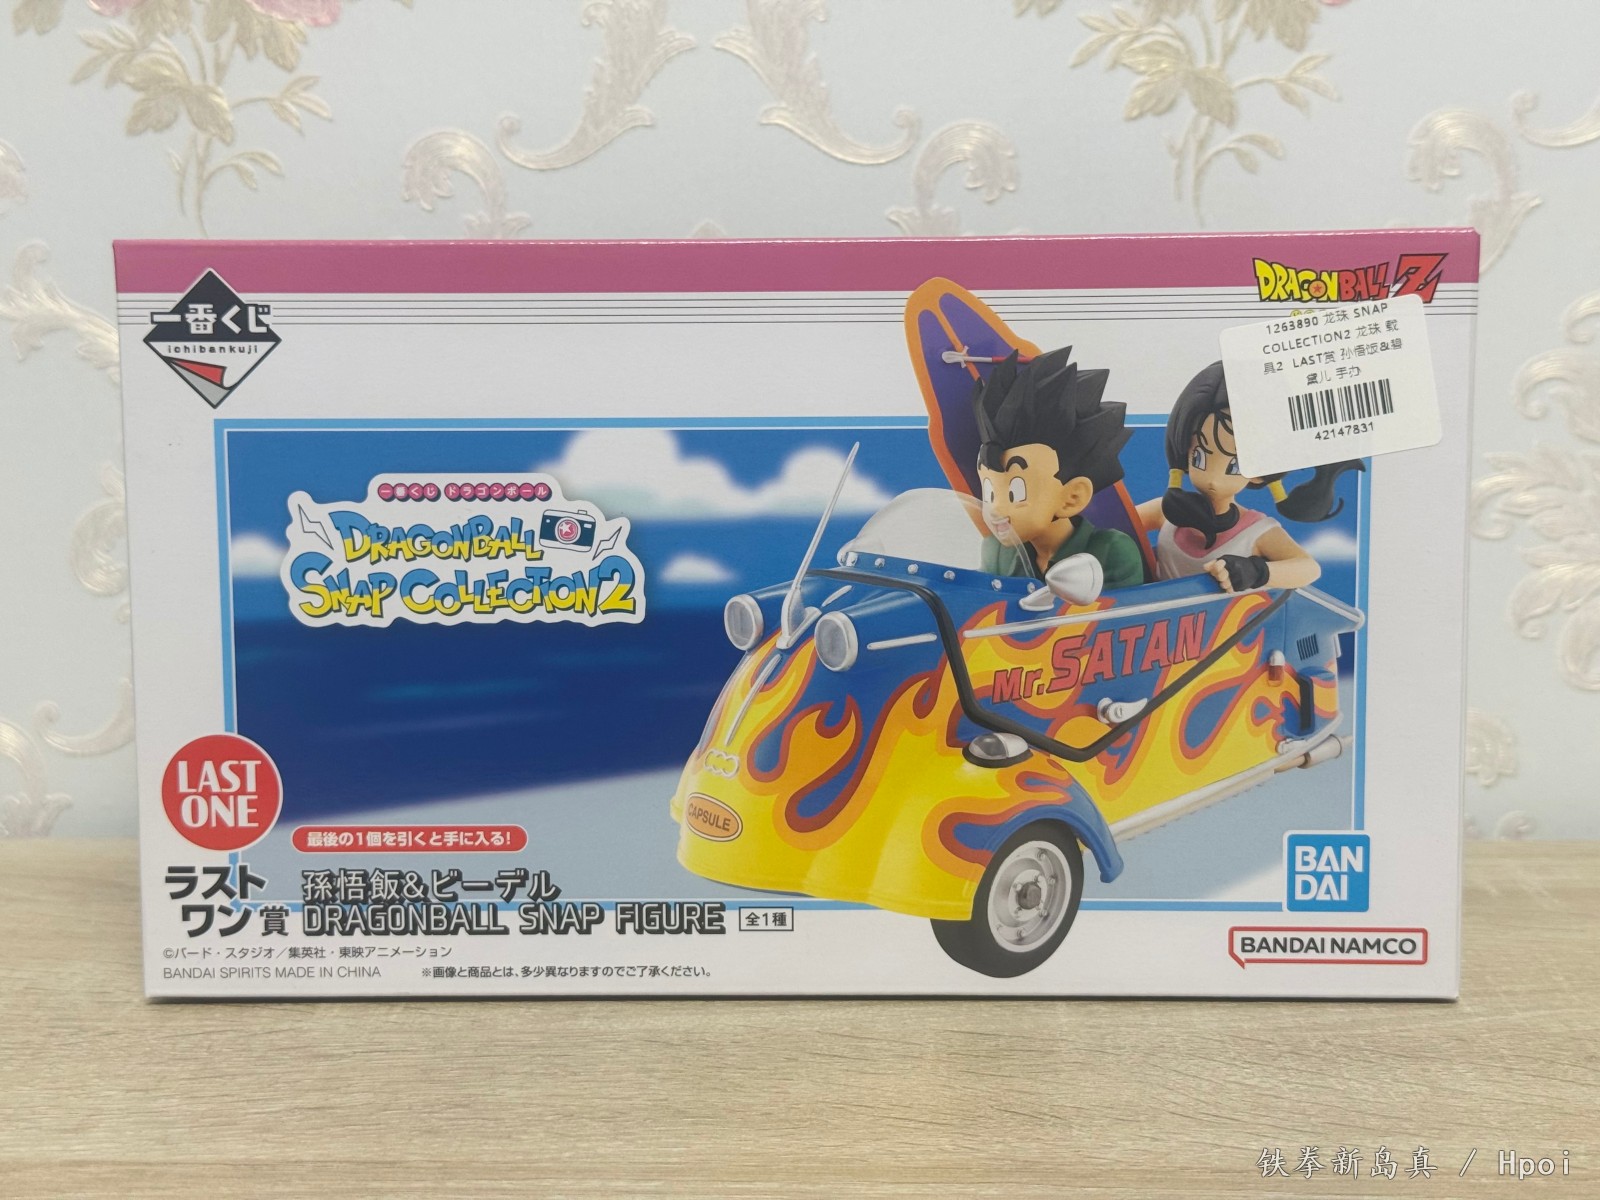 一番くじ
ichibankuji
DRAGONBALL Z
1263890 龙珠 SNAP
COLLECTION2 龙珠 载
具2 LAST赏 孙悟饭&碧
黛儿 手办
42147831
一番くじ ドラゴンボール
DRAGONBALL
SNAP COLLECTION2
Mr.SATAN
CAPSULE
LAST
ONE
最後の1個を引くと手に入る!
ラスト
ワン賞
孫悟飯&ビーデル
DRAGONBALL SNAP FIGURE 全1種
©バード・スタジオ/集英社・東映アニメーション
BANDAI SPIRITS MADE IN CHINA ※画像と商品とは、多少異なりますのでご了承ください。
BAN
DAI
BANDAI NAMCO
铁拳新岛真 / Hpoi